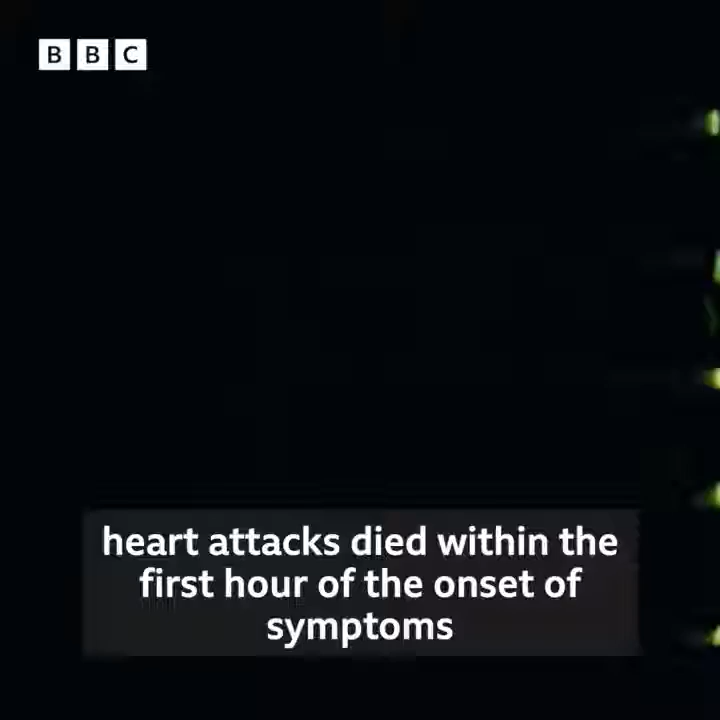 BBC
heart attacks died within the
first hour of the onset of
symptoms